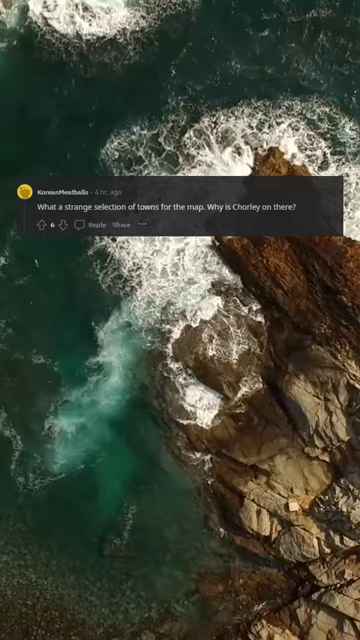 KoreanMeatballs · 4 hr. ago
What a strange selection of towns for the map. Why is Chorley on there?
6 Reply Share ...